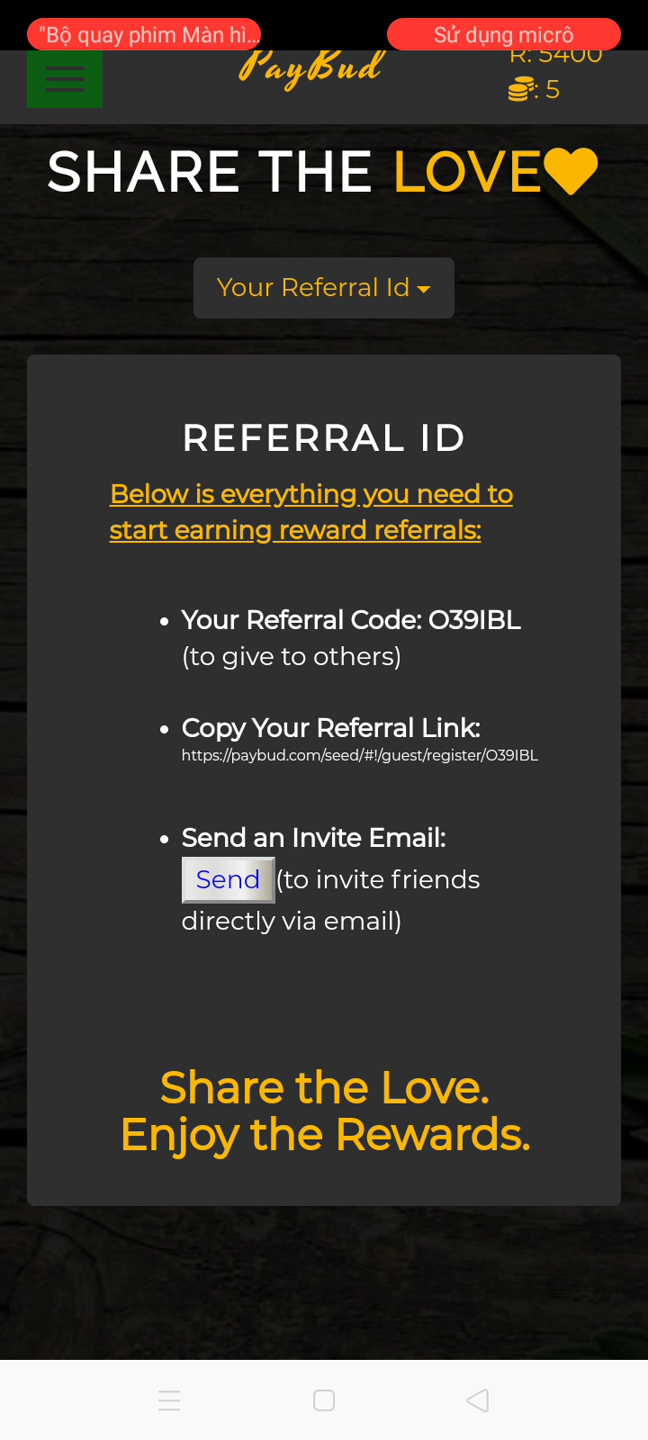 "Bộ quay phim Màn hì... Sử dụng micrô
PayBud
R: 5400
: 5
SHARE THE LOVE
Your Referral Id
REFERRAL ID
Below is everything you need to
start earning reward referrals:
• Your Referral Code: O39IBL
(to give to others)
• Copy Your Referral Link:
https://paybud.com/seed/#!/guest/register/O39IBL
• Send an Invite Email:
Send (to invite friends
directly via email)
Share the Love.
Enjoy the Rewards.